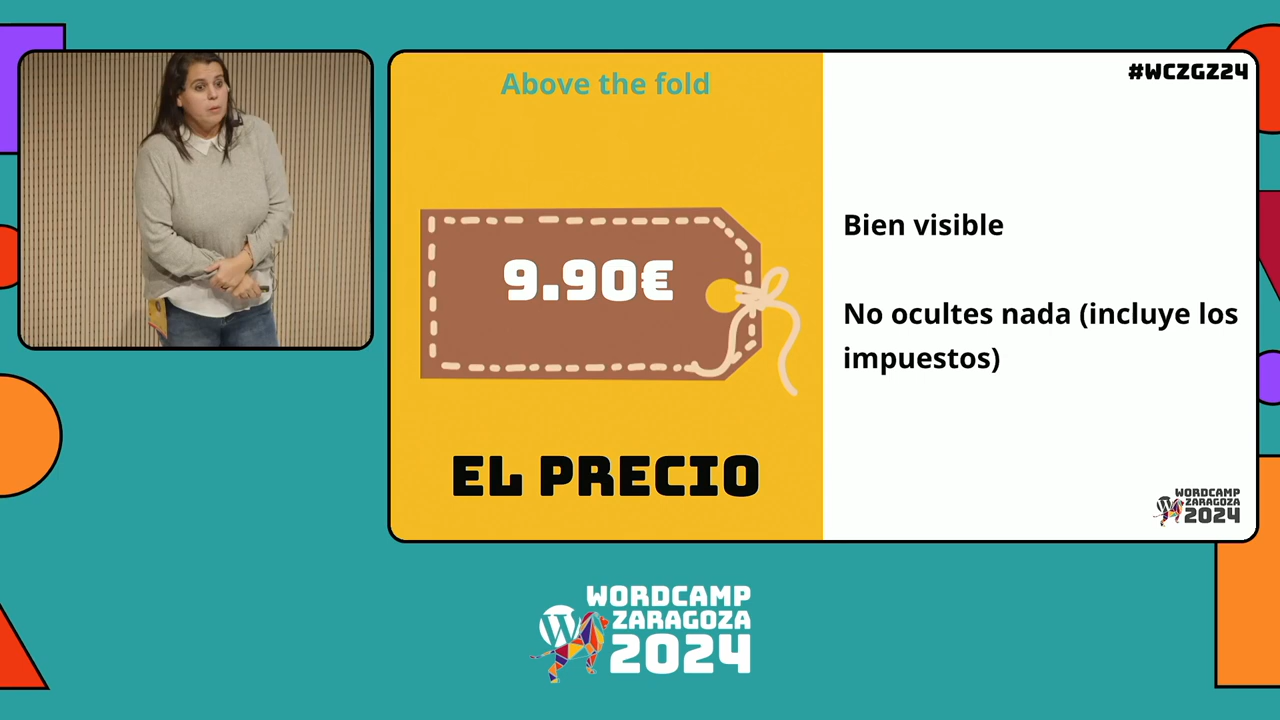 Above the fold
9.90€
EL PRECIO
#WCZGZ24
Bien visible
No ocultes nada (incluye los
impuestos)
WORDCAMP
ZARAGOZA
2024
WORDCAMP
ZARAGOZA
2024